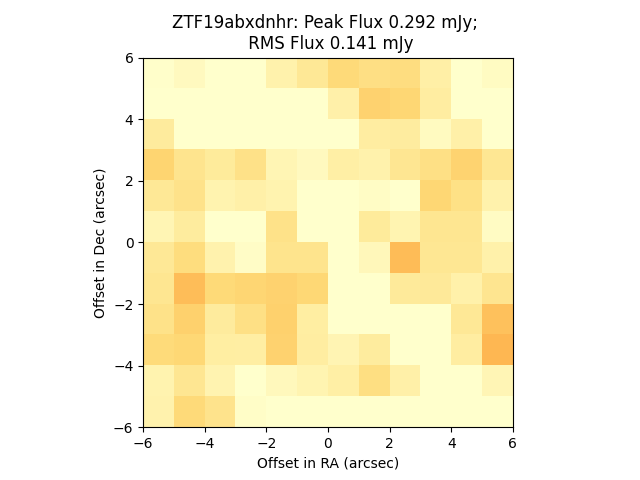 ZTF19abxdnhr: Peak Flux 0.292 mJy;
RMS Flux 0.141 mJy
6
4
2
0
−2
−4
−6
Offset in Dec (arcsec)
−6 −4 −2 0 2 4 6
Offset in RA (arcsec)